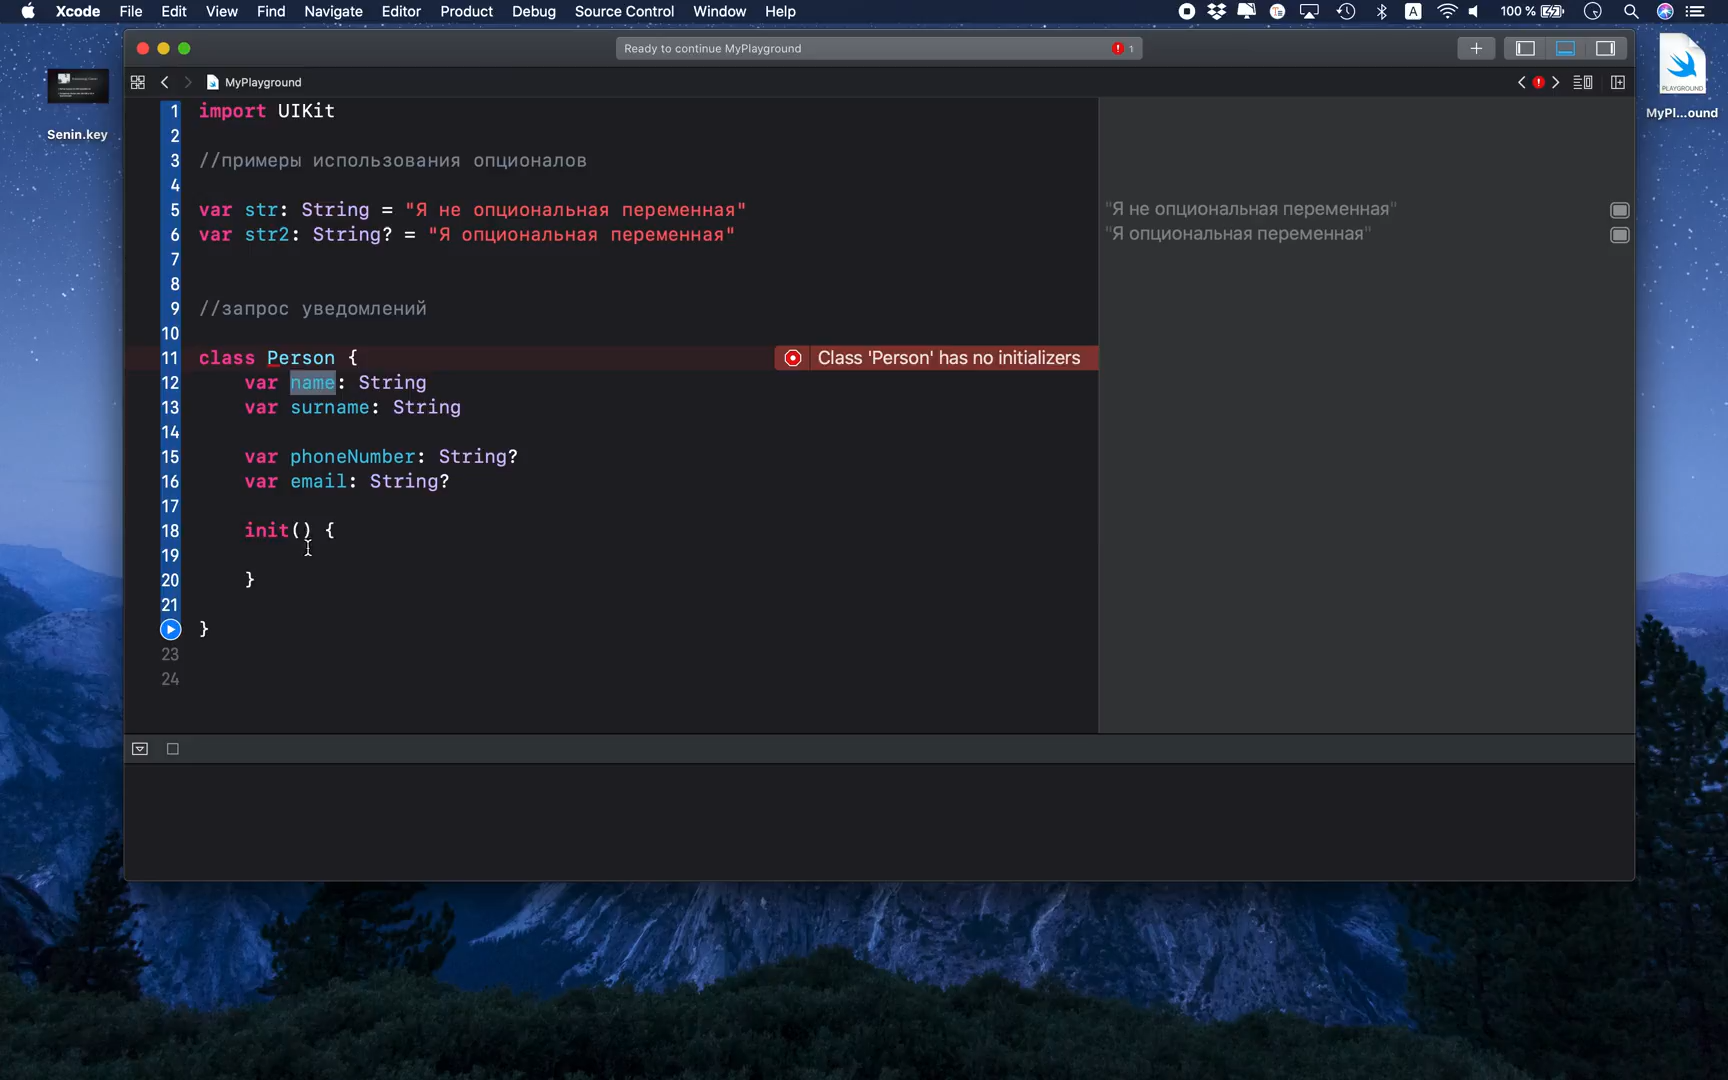 Xcode File Edit View Find Navigate Editor Product Debug Source Control Window Help
A 100 %
Ready to continue MyPlayground 1
MyPlayground
Senin.key
PLAYGROUND
MyPl...ound
1 import UIKit
2
3 //примеры использования опционалов
4
5 var str: String = "Я не опциональная переменная"
"Я не опциональная переменная"
6 var str2: String? = "Я опциональная переменная"
"Я опциональная переменная"
7
8
9 //запрос уведомлений
10
11 class Person {
Class 'Person' has no initializers
12 var name: String
13 var surname: String
14
15 var phoneNumber: String?
16 var email: String?
17
18 init() {
19
20 }
21
}
23
24